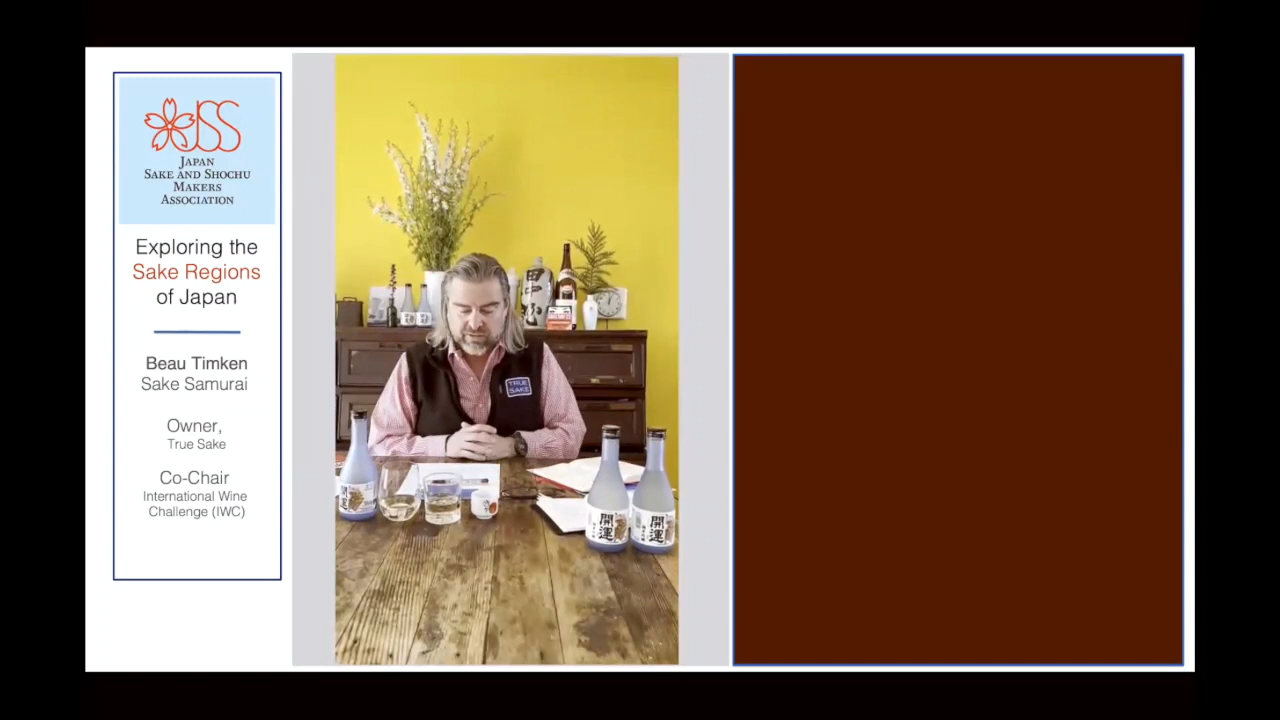 JSS
JAPAN
SAKE AND SHOCHU
MAKERS
ASSOCIATION
Exploring the
Sake Regions
of Japan
Beau Timken
Sake Samurai
Owner,
True Sake
Co-Chair
International Wine
Challenge (IWC)
TRUE
SAKE
開運
開運
開運